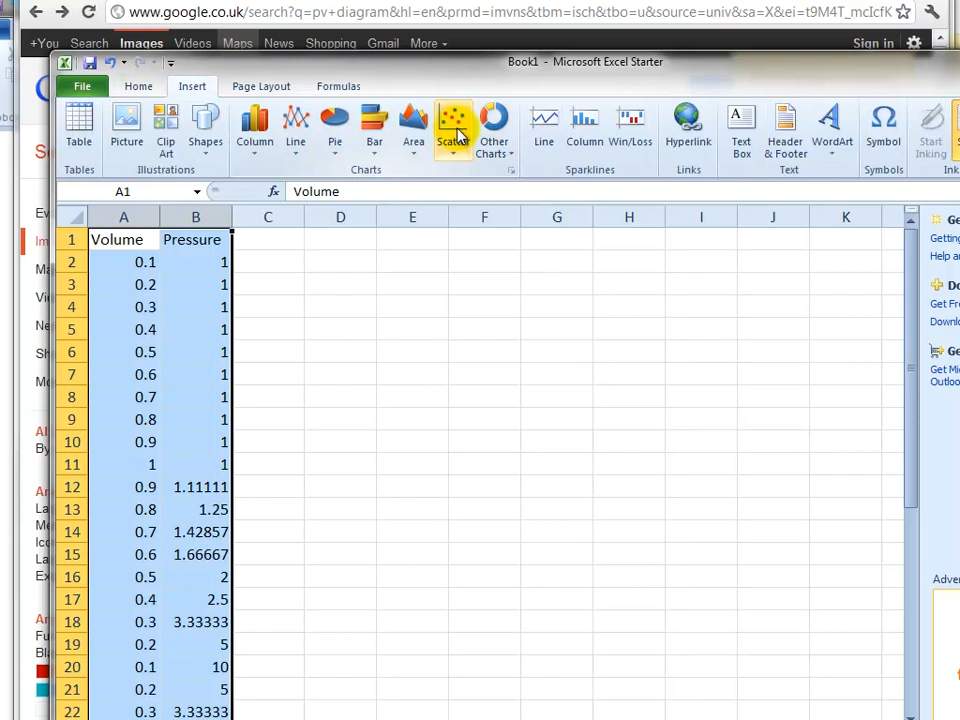 www.google.co.uk/search?q=pv+diagram&hl=en&prmd=imvns&tbm=isch&tbo=u&source=univ&sa=X&ei=t9M4T_mcIcfK
+You Search Images Videos Maps News Shopping Gmail More Sign in
Book1 - Microsoft Excel Starter
File Home Insert Page Layout Formulas
Table Picture Clip Art Shapes Column Line Pie Bar Area Scatter Other Charts Line Column Win/Loss Hyperlink Text Box Header & Footer WordArt Symbol Start Inking
Tables Illustrations Charts Sparklines Links Text Symbols Ink
A1 fx Volume
A B C D E F G H I J K
1 Volume Pressure
2 0.1 1
3 0.2 1
4 0.3 1
5 0.4 1
6 0.5 1
7 0.6 1
8 0.7 1
9 0.8 1
10 0.9 1
11 1 1
12 0.9 1.11111
13 0.8 1.25
14 0.7 1.42857
15 0.6 1.66667
16 0.5 2
17 0.4 2.5
18 0.3 3.33333
19 0.2 5
20 0.1 10
21 0.2 5
22 0.3 3.33333
Ge
Getting
Help a
Do
Get Fr
Downlo
Ge
Get Mi
Outloo
Adver